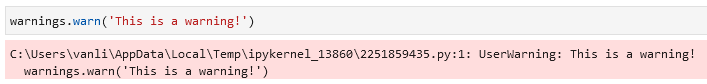 warnings.warn('This is a warning!')
C:\Users\vanli\AppData\Local\Temp\ipykernel_13860\2251859435.py:1: UserWarning: This is a warning!
  warnings.warn('This is a warning!')